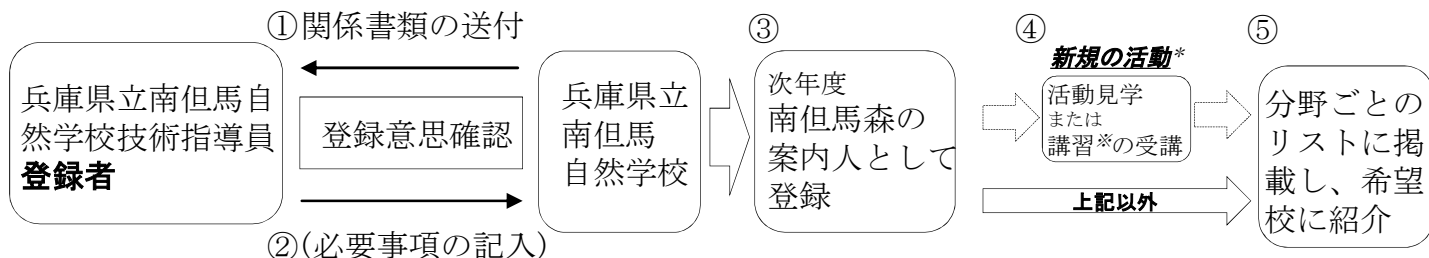 ①関係書類の送付
兵庫県立南但馬自
然学校技術指導員
登録者
登録意思確認
②(必要事項の記入)
兵庫県立
南但馬
自然学校
③
次年度
南但馬森の
案内人として
登録
④
新規の活動*
活動見学
または
講習※の受講
上記以外
⑤
分野ごとの
リストに掲
載し、希望
校に紹介